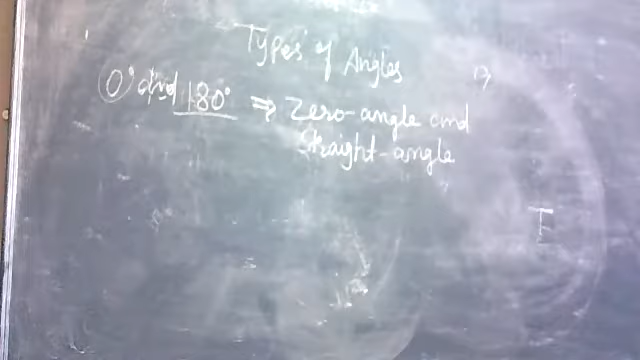 Types of Angles
0° and 180° ⇒ Zero-angle and
Straight-angle